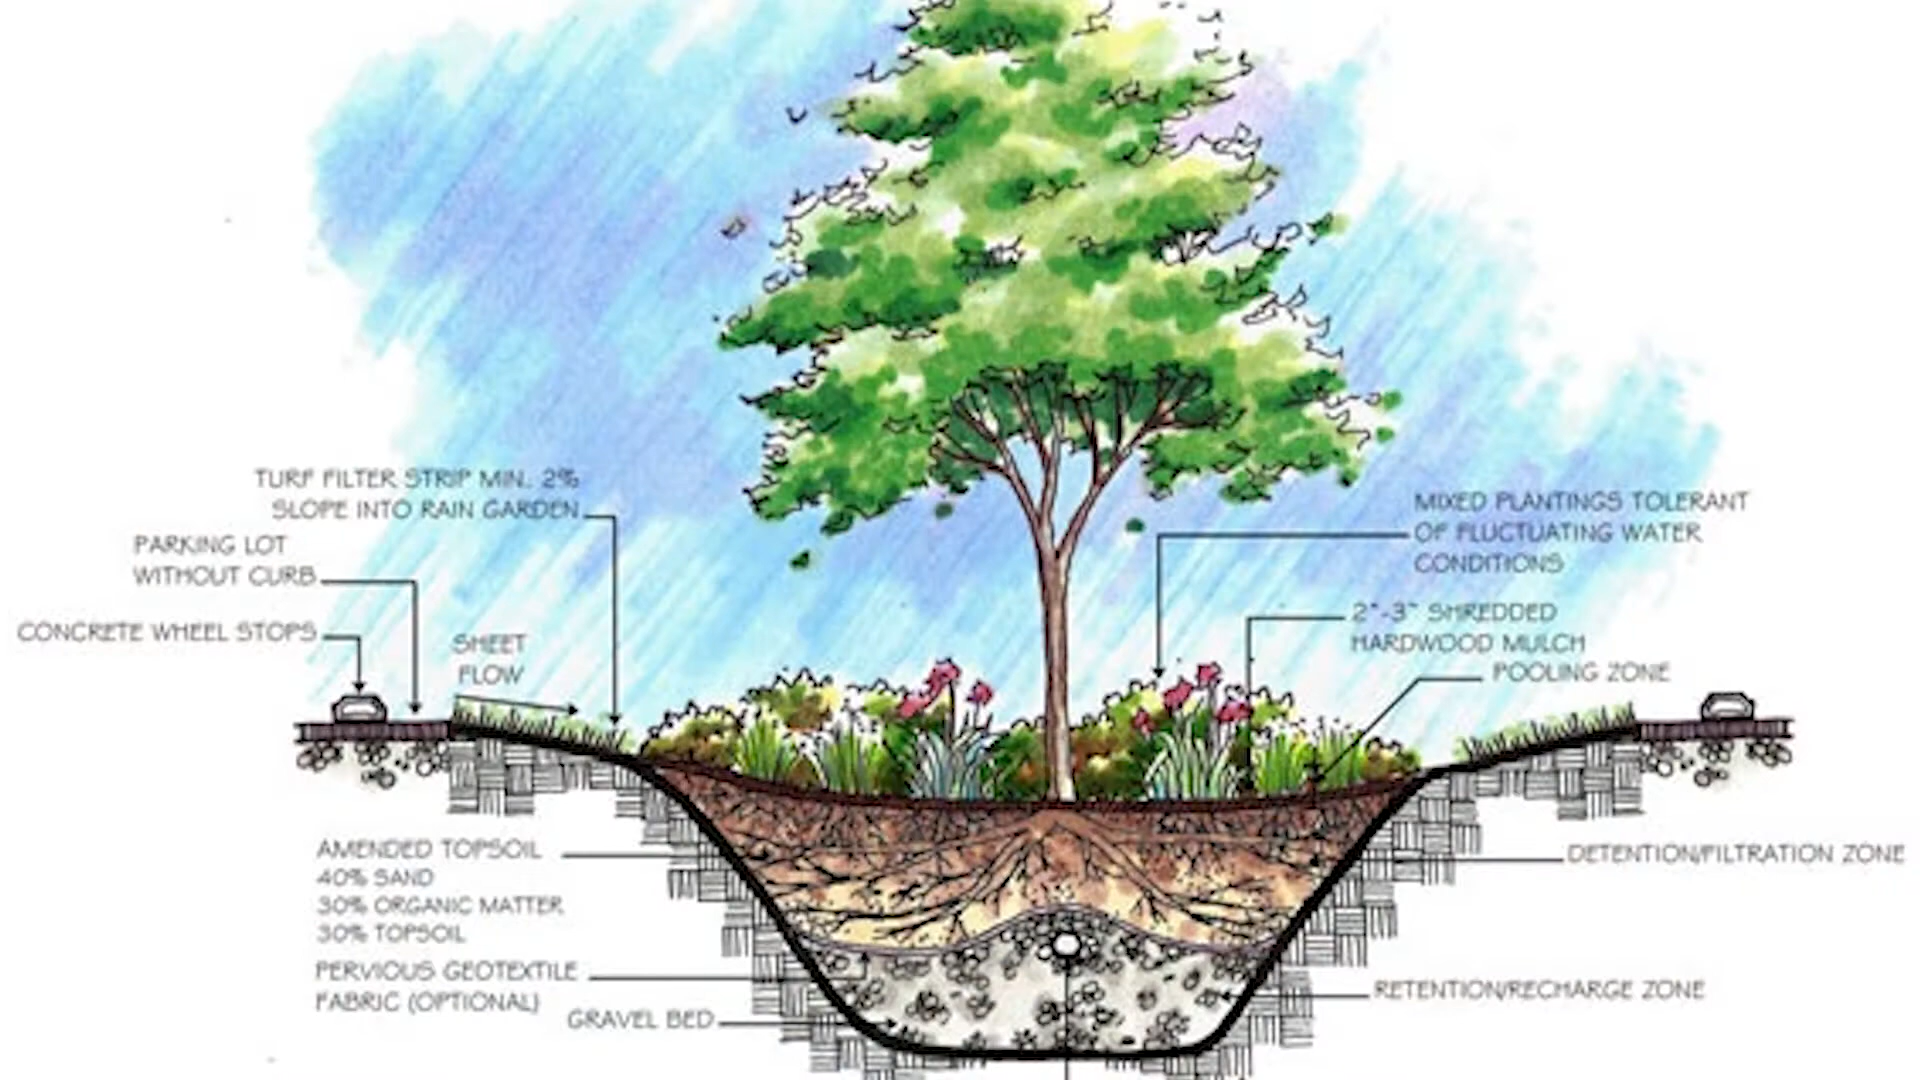 TURF FILTER STRIP MIN. 2%
SLOPE INTO RAIN GARDEN
PARKING LOT
WITHOUT CURB
CONCRETE WHEEL STOPS
SHEET
FLOW
MIXED PLANTINGS TOLERANT
OF FLUCTUATING WATER
CONDITIONS
2"-3" SHREDDED
HARDWOOD MULCH
POOLING ZONE
AMENDED TOPSOIL
40% SAND
30% ORGANIC MATTER
30% TOPSOIL
PERVIOUS GEOTEXTILE
FABRIC (OPTIONAL)
GRAVEL BED
DETENTION/FILTRATION ZONE
RETENTION/RECHARGE ZONE